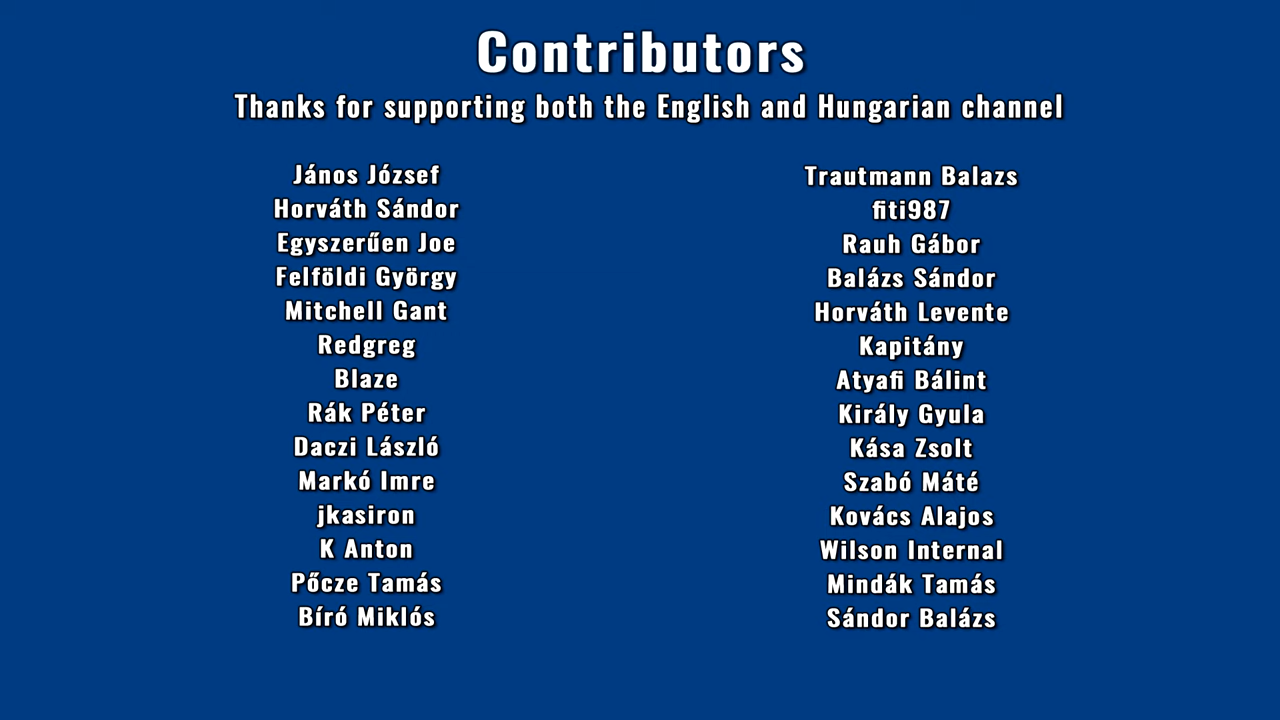 Contributors
Thanks for supporting both the English and Hungarian channel
János József
Horváth Sándor
Egyszerűen Joe
Felföldi György
Mitchell Gant
Redgreg
Blaze
Rák Péter
Daczi László
Markó Imre
jkasiron
K Anton
Pőcze Tamás
Bíró Miklós
Trautmann Balazs
fiti987
Rauh Gábor
Balázs Sándor
Horváth Levente
Kapitány
Atyafi Bálint
Király Gyula
Kása Zsolt
Szabó Máté
Kovács Alajos
Wilson Internal
Mindák Tamás
Sándor Balázs